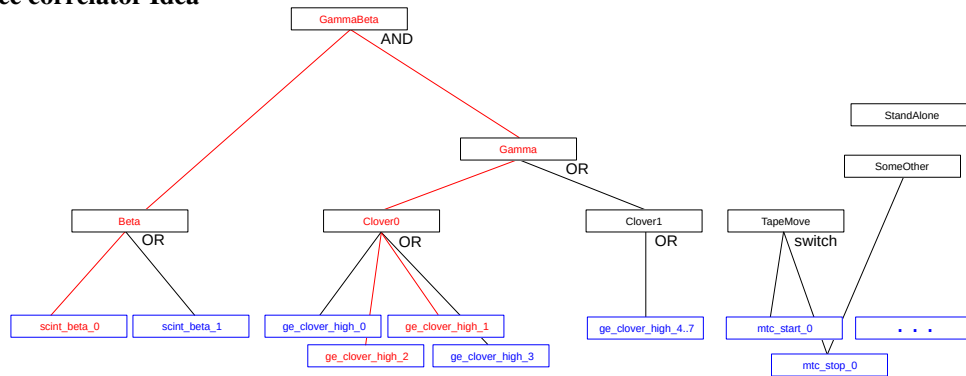 ee correlator Idea
GammaBeta
AND
StandAlone
Gamma
OR
SomeOther
Beta
OR
Clover0
OR
Clover1
OR
TapeMove
switch
scint_beta_0
scint_beta_1
ge_clover_high_0
ge_clover_high_1
ge_clover_high_4..7
mtc_start_0
. . .
ge_clover_high_2
ge_clover_high_3
mtc_stop_0